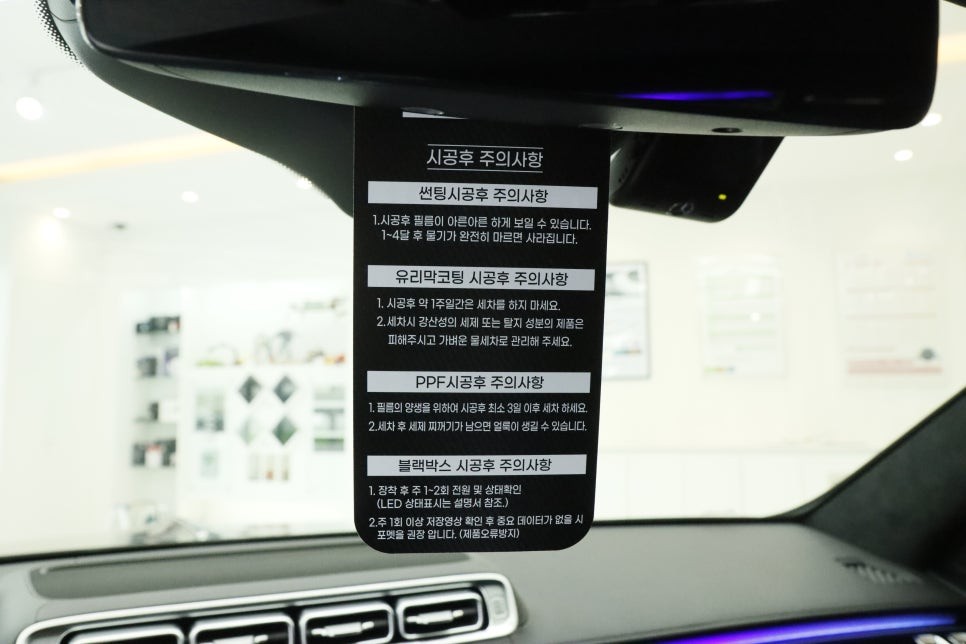 시공후 주의사항
썬팅시공후 주의사항
1.시공후 필름이 아른아른 하게 보일 수 있습니다.
1~4달 후 물기가 완전히 마르면 사라집니다.
유리막코팅 시공후 주의사항
1. 시공후 약 1주일간은 세차를 하지 마세요.
2.세차시 강산성의 세제 또는 탈지 성분의 제품은
피해주시고 가벼운 물세차로 관리해 주세요.
PPF시공후 주의사항
1. 필름의 양생을 위하여 시공후 최소 3일 이후 세차 하세요.
2.세차 후 세제 찌꺼기가 남으면 얼룩이 생길 수 있습니다.
블랙박스 시공후 주의사항
1. 장착 후 주 1~2회 전원 및 상태확인
(LED 상태표시는 설명서 참조.)
2.주 1회 이상 저장영상 확인 후 중요 데이터가 없을 시
포멧을 권장 압니다. (제품오류방지)